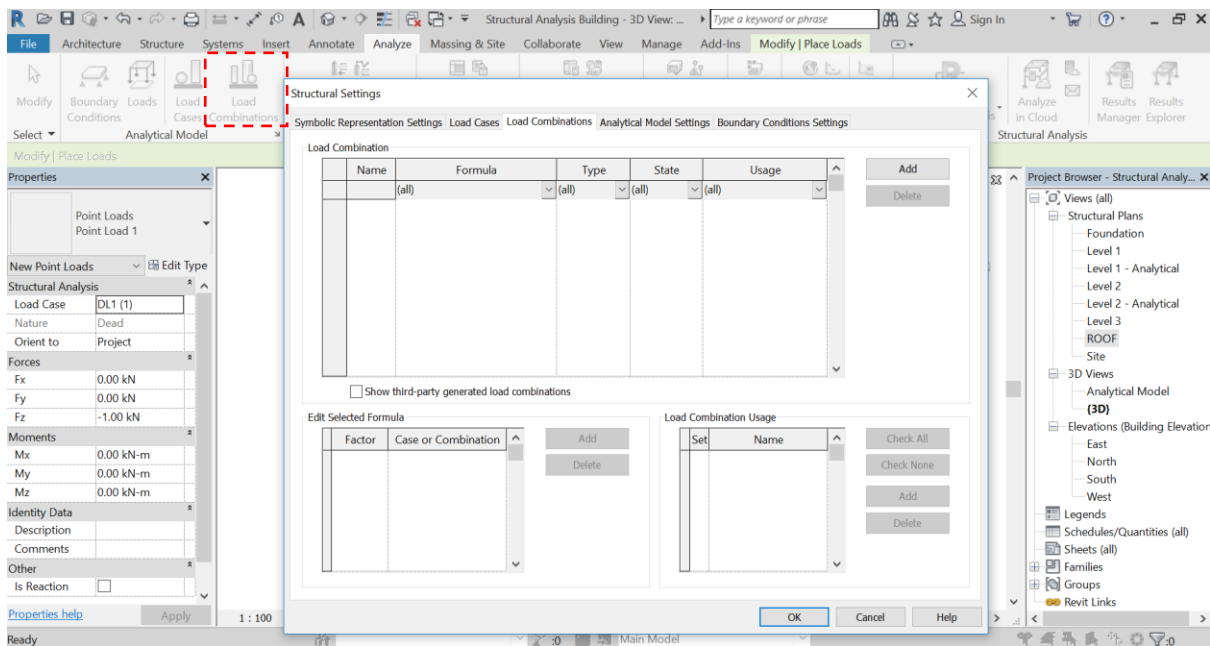 Structural Analysis Building - 3D View: ... Type a keyword or phrase Sign In
File Architecture Structure Systems Insert Annotate Analyze Massing & Site Collaborate View Manage Add-Ins Modify | Place Loads
Modify Boundary Conditions Loads Load Cases Load Combinations Analyze in Cloud Results Manager Results Explorer
Select Analytical Model Structural Analysis
Modify | Place Loads
Properties
Point Loads
Point Load 1
New Point Loads Edit Type
Structural Analysis
Load Case DL1 (1)
Nature Dead
Orient to Project
Forces
Fx 0.00 kN
Fy 0.00 kN
Fz -1.00 kN
Moments
Mx 0.00 kN-m
My 0.00 kN-m
Mz 0.00 kN-m
Identity Data
Description
Comments
Other
Is Reaction
Properties help Apply
Ready
Structural Settings
Symbolic Representation Settings Load Cases Load Combinations Analytical Model Settings Boundary Conditions Settings
Load Combination
Name Formula Type State Usage
(all) (all) (all) (all)
Add
Delete
Show third-party generated load combinations
Edit Selected Formula
Factor Case or Combination
Add
Delete
Load Combination Usage
Set Name
Check All
Check None
Add
Delete
OK Cancel Help
1 : 100
:0 Main Model
Project Browser - Structural Analy...
Views (all)
Structural Plans
Foundation
Level 1
Level 1 - Analytical
Level 2
Level 2 - Analytical
Level 3
ROOF
Site
3D Views
Analytical Model
{3D}
Elevations (Building Elevation
East
North
South
West
Legends
Schedules/Quantities (all)
Sheets (all)
Families
Groups
Revit Links
:0